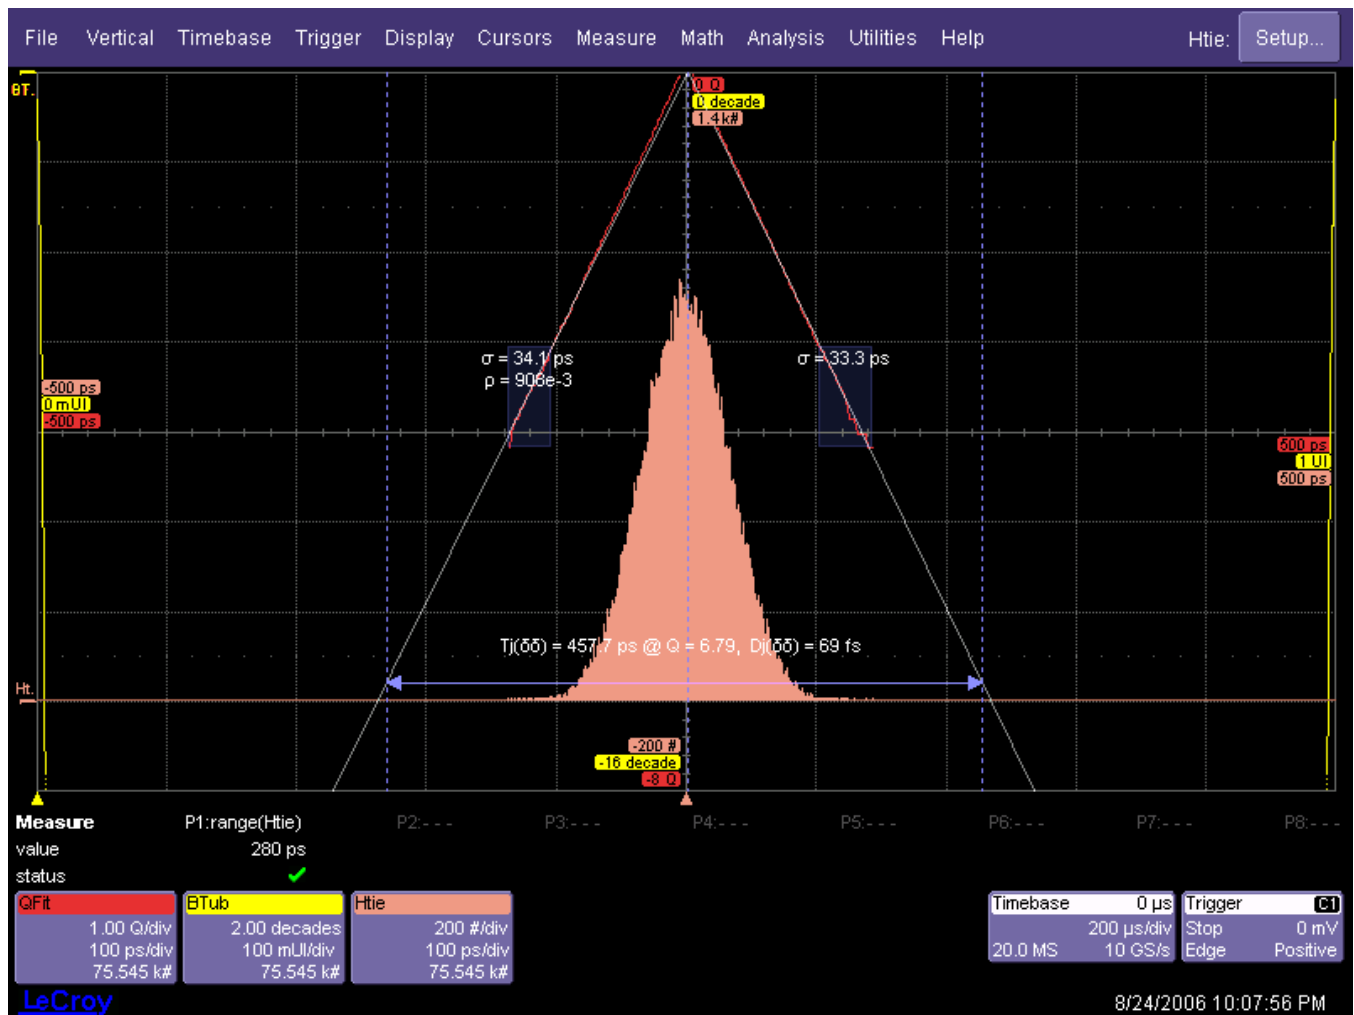 File Vertical Timebase Trigger Display Cursors Measure Math Analysis Utilities Help Htie: Setup...
BT.
0 Q
0 decade
1.4 k#
σ = 34.1 ps σ = 33.3 ps
ρ = 908e-3
-500 ps
0 mUI
-500 ps
500 ps
1 UI
500 ps
Tj(δδ) = 457.7 ps @ Q = 6.79, Dj(δδ) = 69 fs
Ht.
-200 #
-16 decade
-8 Q
Measure P1:range(Htie) P2:- - - P3:- - - P4:- - - P5:- - - P6:- - - P7:- - - P8:- - -
value 280 ps
status
QFit BTub Htie Timebase 0 µs Trigger C1
1.00 Q/div 2.00 decades 200 #/div 200 µs/div Stop 0 mV
100 ps/div 100 mUI/div 100 ps/div 20.0 MS 10 GS/s Edge Positive
75.545 k# 75.545 k# 75.545 k#
LeCroy 8/24/2006 10:07:56 PM